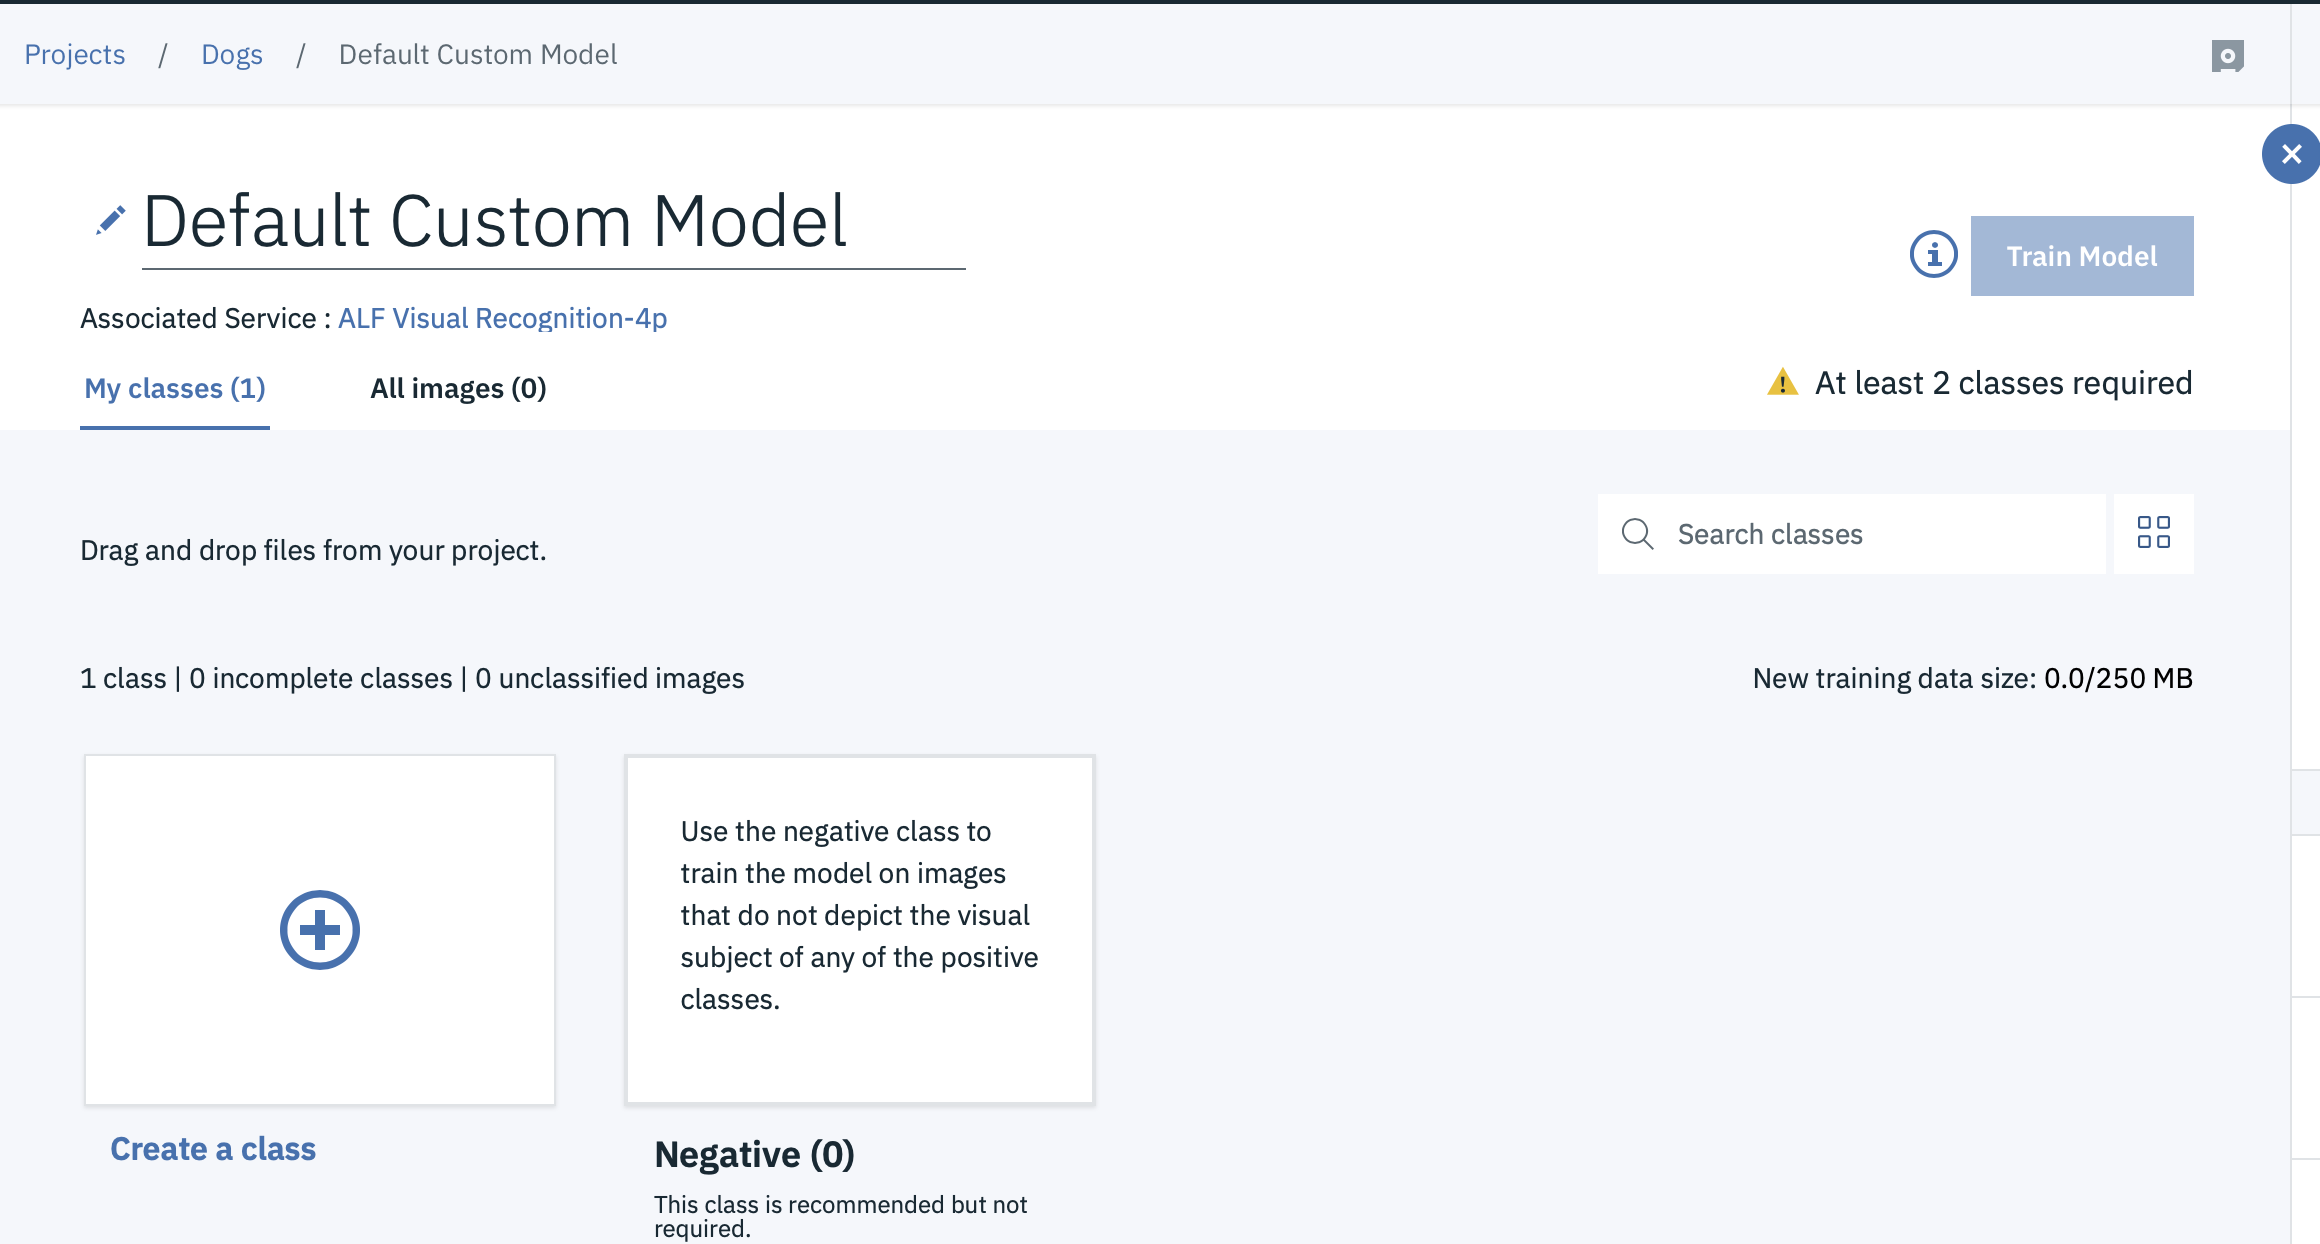 Projects / Dogs / Default Custom Model
Default Custom Model
Train Model
Associated Service : ALF Visual Recognition-4p
My classes (1)
All images (0)
At least 2 classes required
Drag and drop files from your project.
Search classes
1 class | 0 incomplete classes | 0 unclassified images
New training data size: 0.0/250 MB
Use the negative class to
train the model on images
that do not depict the visual
subject of any of the positive
classes.
Create a class
Negative (0)
This class is recommended but not
required.